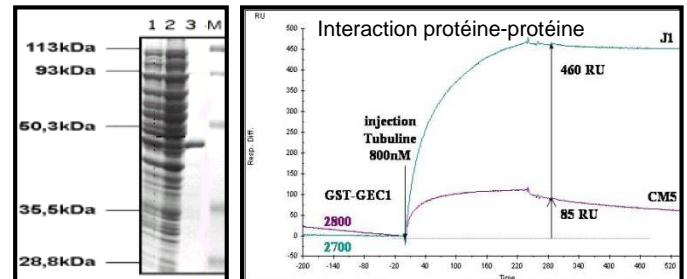 1 2 3 M
113kDa
93kDa
50,3kDa
35,5kDa
28,8kDa
RU
Interaction protéine-protéine
500
450
400
350
300
250
200
150
100
50
0
-50
Resp. Diff.
J1
460 RU
injection
Tubuline
800nM
GST-GEC1
2800
2700
CM5
85 RU
-200 -140 -80 -20 40 100 160 220 280 340 400 460 520
Time